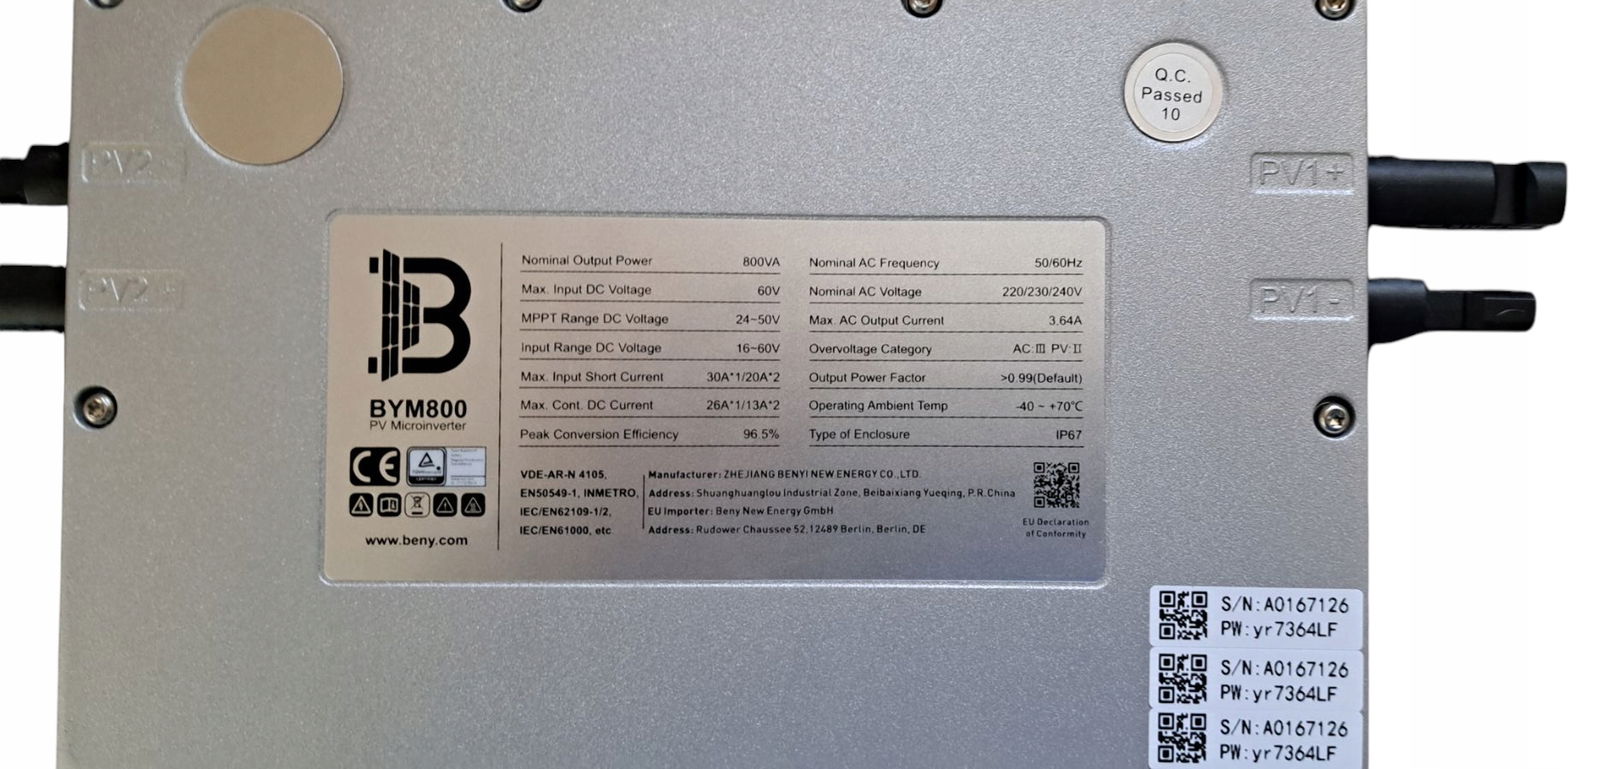 Q.C.
Passed
10
PV2 -
PV1+
PV2 +
PV1-
B
BYM800
PV Microinverter
CE
www.beny.com
Nominal Output Power 800VA
Max. Input DC Voltage 60V
MPPT Range DC Voltage 24~50V
Input Range DC Voltage 16~60V
Max. Input Short Current 30A*1/20A*2
Max. Cont. DC Current 26A*1/13A*2
Peak Conversion Efficiency 96.5%
Nominal AC Frequency 50/60Hz
Nominal AC Voltage 220/230/240V
Max. AC Output Current 3.64A
Overvoltage Category AC:III PV:II
Output Power Factor >0.99(Default)
Operating Ambient Temp -40 ~ +70℃
Type of Enclosure IP67
VDE-AR-N 4105,
EN50549-1, INMETRO,
IEC/EN62109-1/2,
IEC/EN61000, etc
Manufacturer: ZHEJIANG BENYI NEW ENERGY CO.,LTD.
Address: Shuanghuanglou Industrial Zone, Beibaixiang Yueqing, P.R.China
EU Importer: Beny New Energy GmbH
Address: Rudower Chaussee 52,12489 Berlin, Berlin, DE
EU Declaration
of Conformity
S/N:A0167126
PW:yr7364LF
S/N:A0167126
PW:yr7364LF
S/N:A0167126
PW:yr7364LF